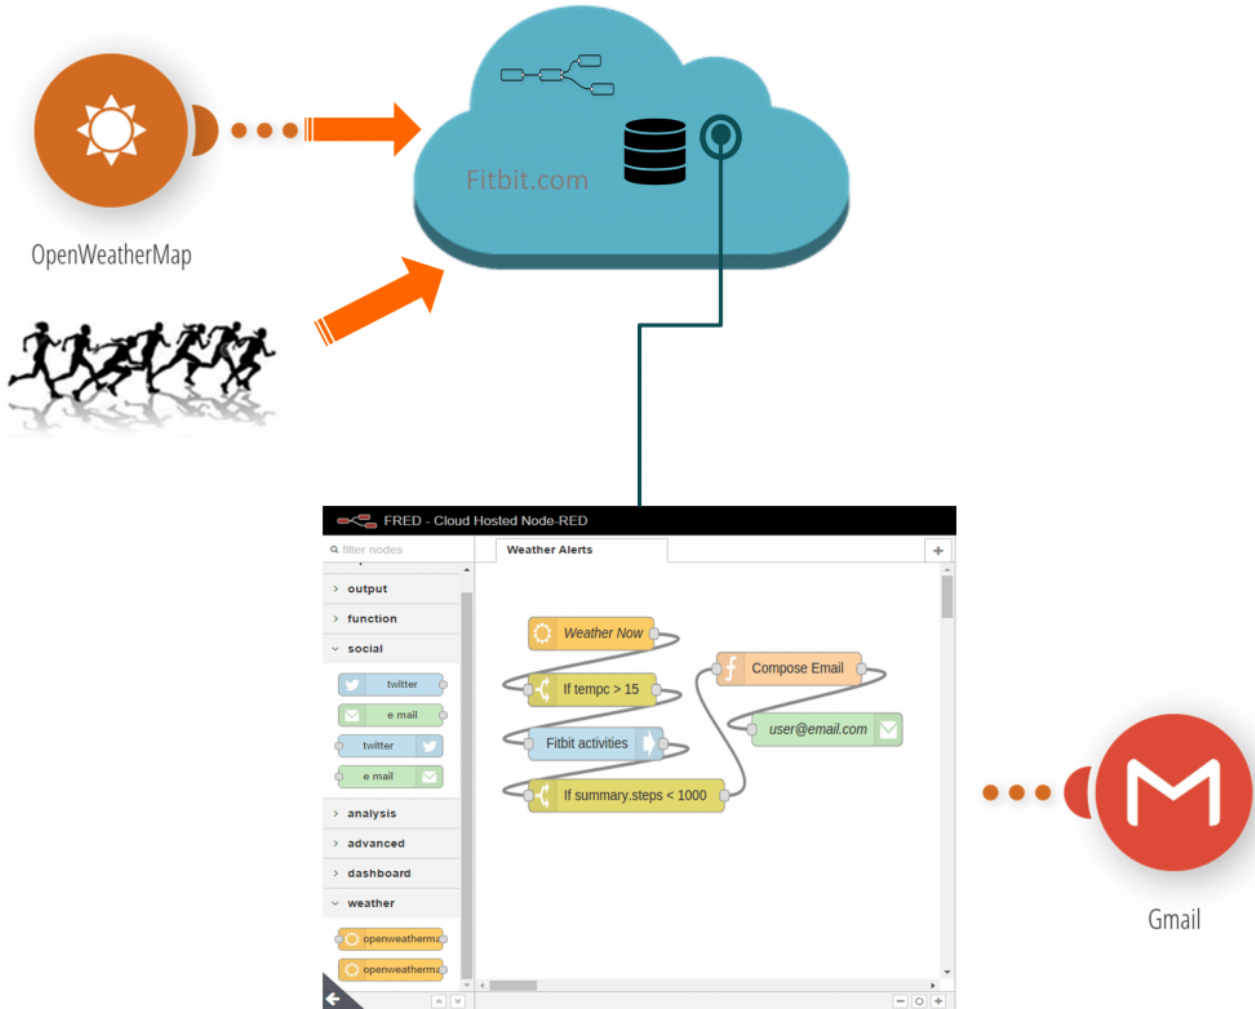 Fitbit.com
OpenWeatherMap
FRED - Cloud Hosted Node-RED
filter nodes
Weather Alerts
output
function
social
twitter
e mail
twitter
e mail
analysis
advanced
dashboard
weather
openweatherma
openweatherma
Weather Now
If tempc > 15
Fitbit activities
If summary.steps < 1000
Compose Email
user@email.com
Gmail